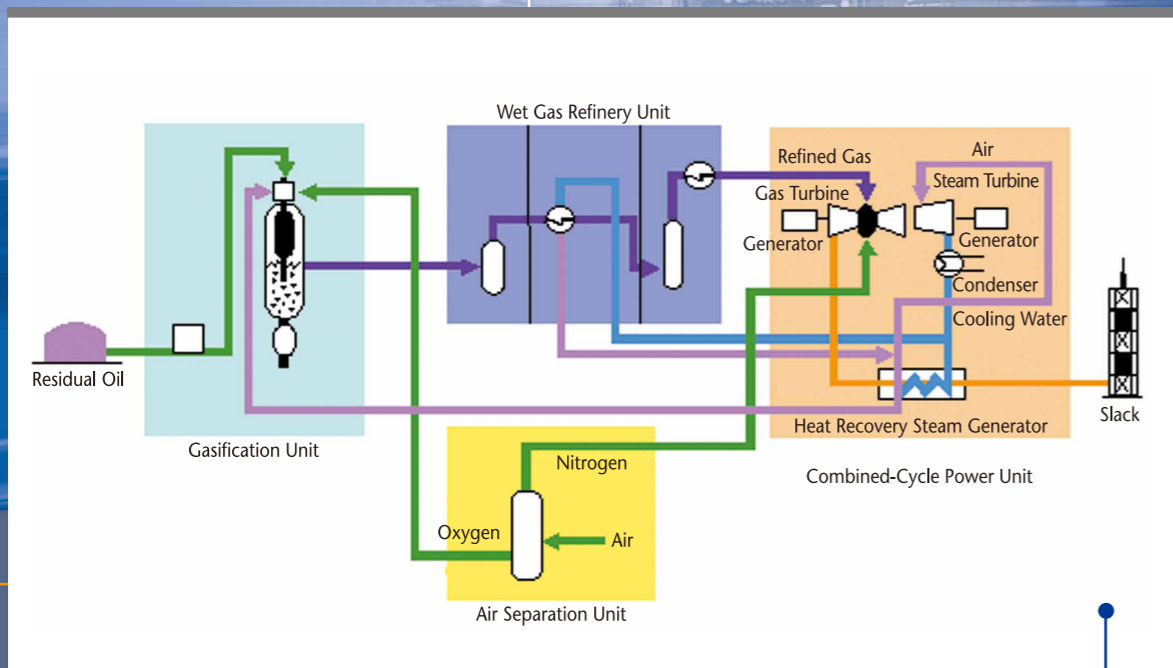 Wet Gas Refinery Unit
Refined Gas
Air
Gas Turbine
Steam Turbine
Generator
Generator
Condenser
Cooling Water
Residual Oil
Heat Recovery Steam Generator
Slack
Gasification Unit
Nitrogen
Combined-Cycle Power Unit
Oxygen
Air
Air Separation Unit